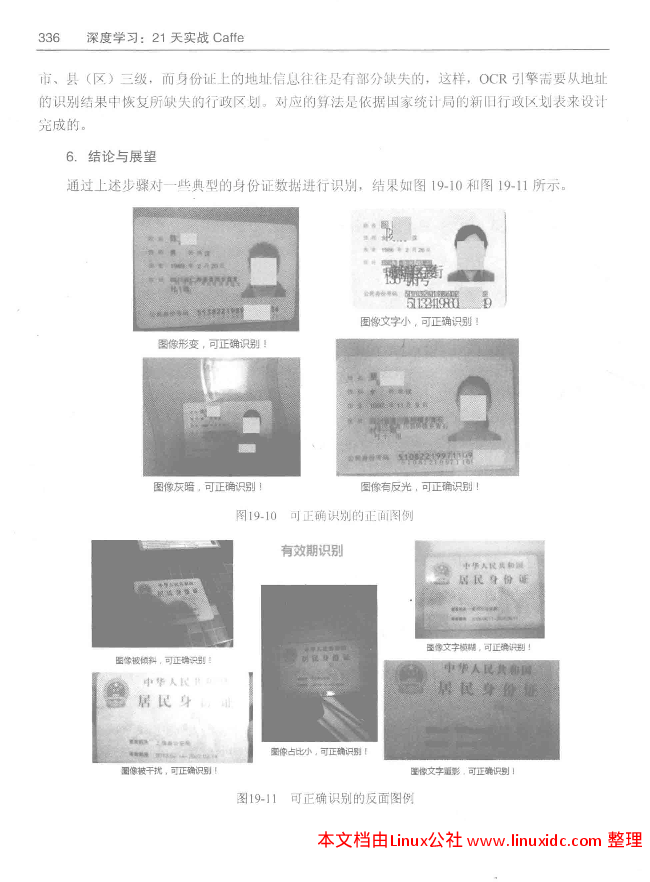 336 深度学习：21 天实战 Caffe
市、县（区）三级，而身份证上的地址信息往往是有部分缺失的，这样，OCR 引擎需要从地址
的识别结果中恢复所缺失的行政区划。对应的算法是依据国家统计局的新旧行政区划表来设计
完成的。
6. 结论与展望
通过上述步骤对一些典型的身份证数据进行识别，结果如图 19-10 和图 19-11 所示。
图像形变，可正确识别！
图像文字小，可正确识别！
图像灰暗，可正确识别！
图像有反光，可正确识别！
图19-10 可正确识别的正面图例
有效期识别
中华人民共和国
居民身份证
图像被倾斜，可正确识别！
图像文字模糊，可正确识别！
中华人民共
居民身
居民身份证
中华人民共和国
居民身份证
图像占比小，可正确识别！
图像被干扰，可正确识别！
图像文字重影，可正确识别！
图19-11 可正确识别的反面图例
本文档由Linux公社 www.linuxidc.com 整理